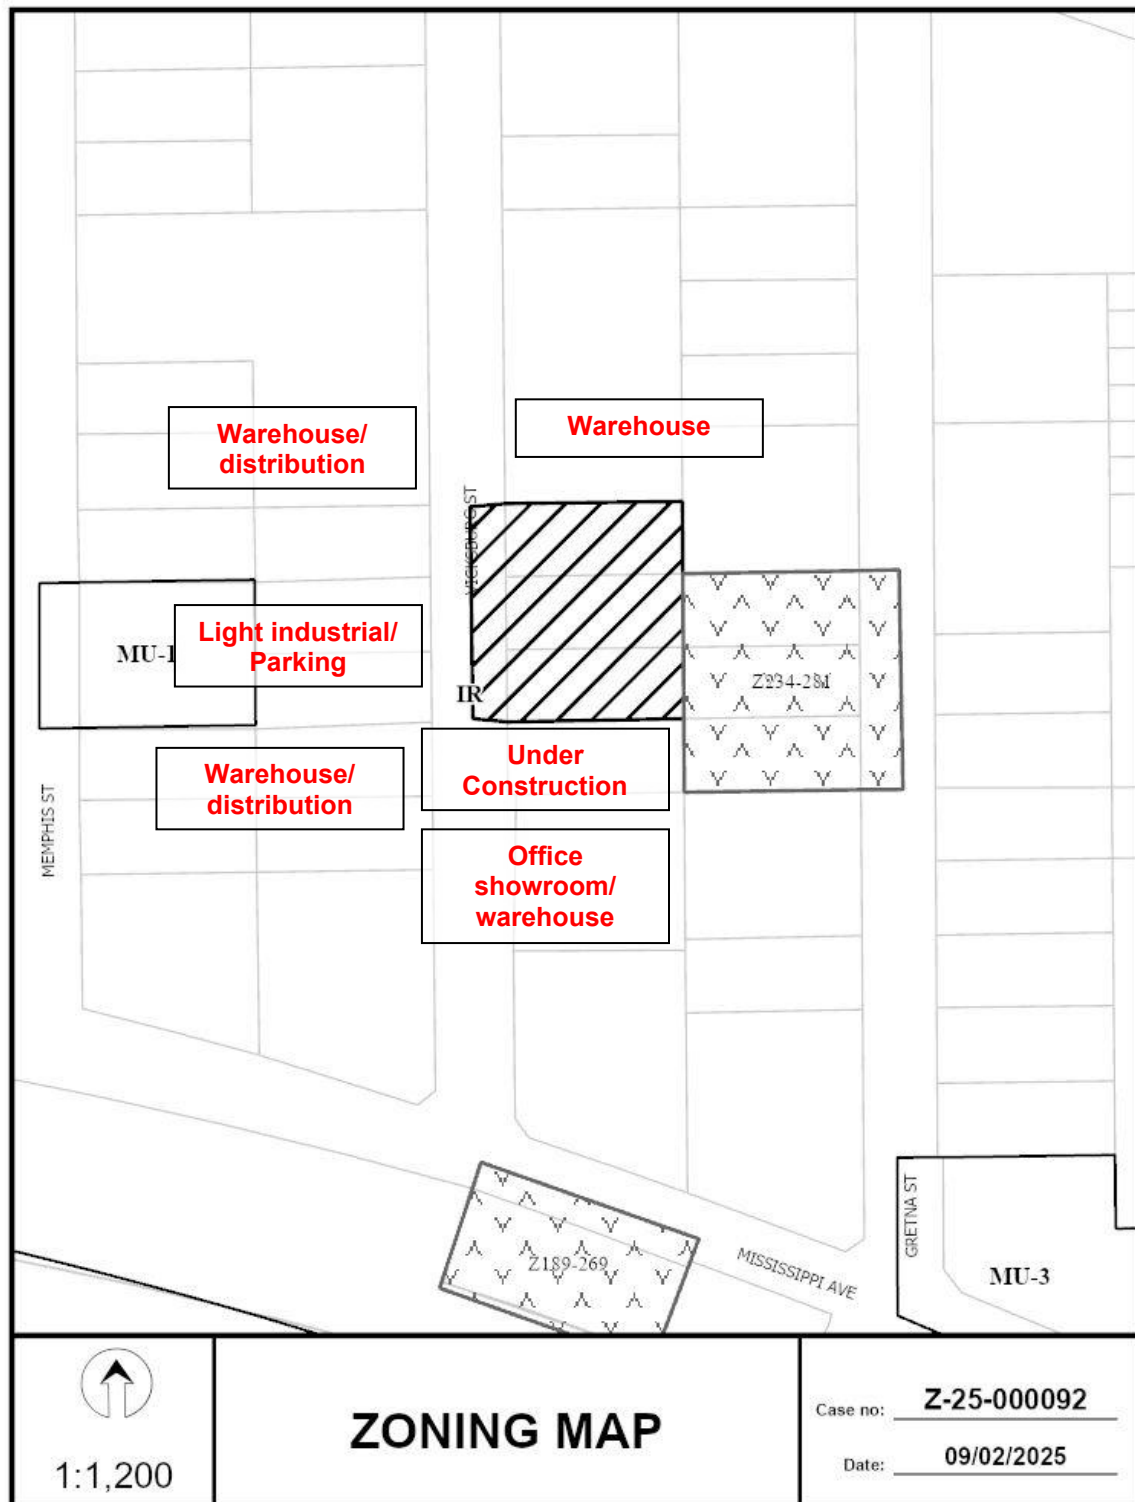 Warehouse/
distribution
Warehouse
VICKSBURG ST
MU-1
Light industrial/
Parking
IR
Z234-281
Under
Construction
Warehouse/
distribution
MEMPHIS ST
Office
showroom/
warehouse
GRETNA ST
MISSISSIPPI AVE
Z189-269
MU-3
1:1,200
ZONING MAP
Case no: Z-25-000092
Date: 09/02/2025